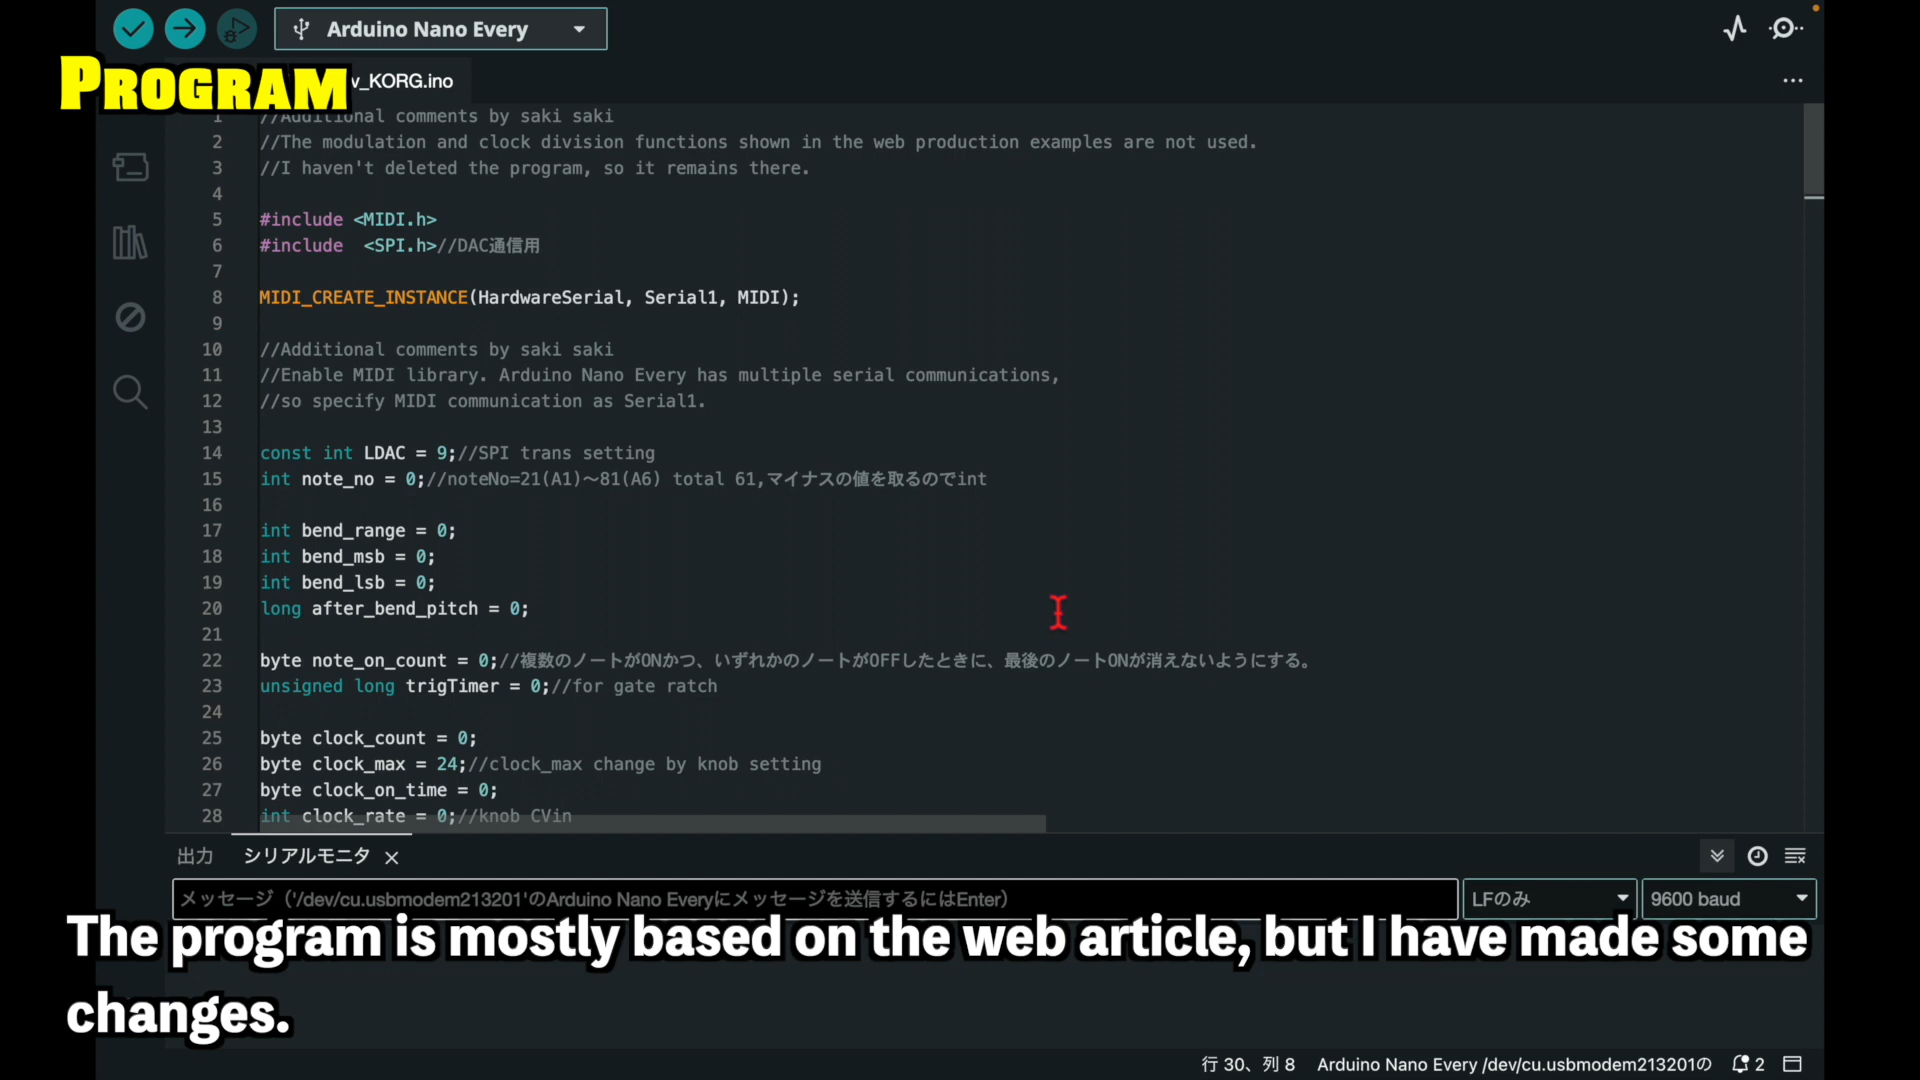 Arduino Nano Every
PROGRAM
v_KORG.ino
1 //Additional comments by saki saki
2 //The modulation and clock division functions shown in the web production examples are not used.
3 //I haven't deleted the program, so it remains there.
4
5 #include <MIDI.h>
6 #include  <SPI.h>//DAC通信用
7
8 MIDI_CREATE_INSTANCE(HardwareSerial, Serial1, MIDI);
9
10 //Additional comments by saki saki
11 //Enable MIDI library. Arduino Nano Every has multiple serial communications,
12 //so specify MIDI communication as Serial1.
13
14 const int LDAC = 9;//SPI trans setting
15 int note_no = 0;//noteNo=21(A1)～81(A6) total 61,マイナスの値を取るのでint
16
17 int bend_range = 0;
18 int bend_msb = 0;
19 int bend_lsb = 0;
20 long after_bend_pitch = 0;
21
22 byte note_on_count = 0;//複数のノートがONかつ、いずれかのノートがOFFしたときに、最後のノートONが消えないようにする。
23 unsigned long trigTimer = 0;//for gate ratch
24
25 byte clock_count = 0;
26 byte clock_max = 24;//clock_max change by knob setting
27 byte clock_on_time = 0;
28 int clock_rate = 0;//knob CVin
出力 シリアルモニタ
メッセージ（'/dev/cu.usbmodem213201'のArduino Nano Everyにメッセージを送信するにはEnter） LFのみ 9600 baud
The program is mostly based on the web article, but I have made some
changes.
行 30、列 8 Arduino Nano Every /dev/cu.usbmodem213201の 2